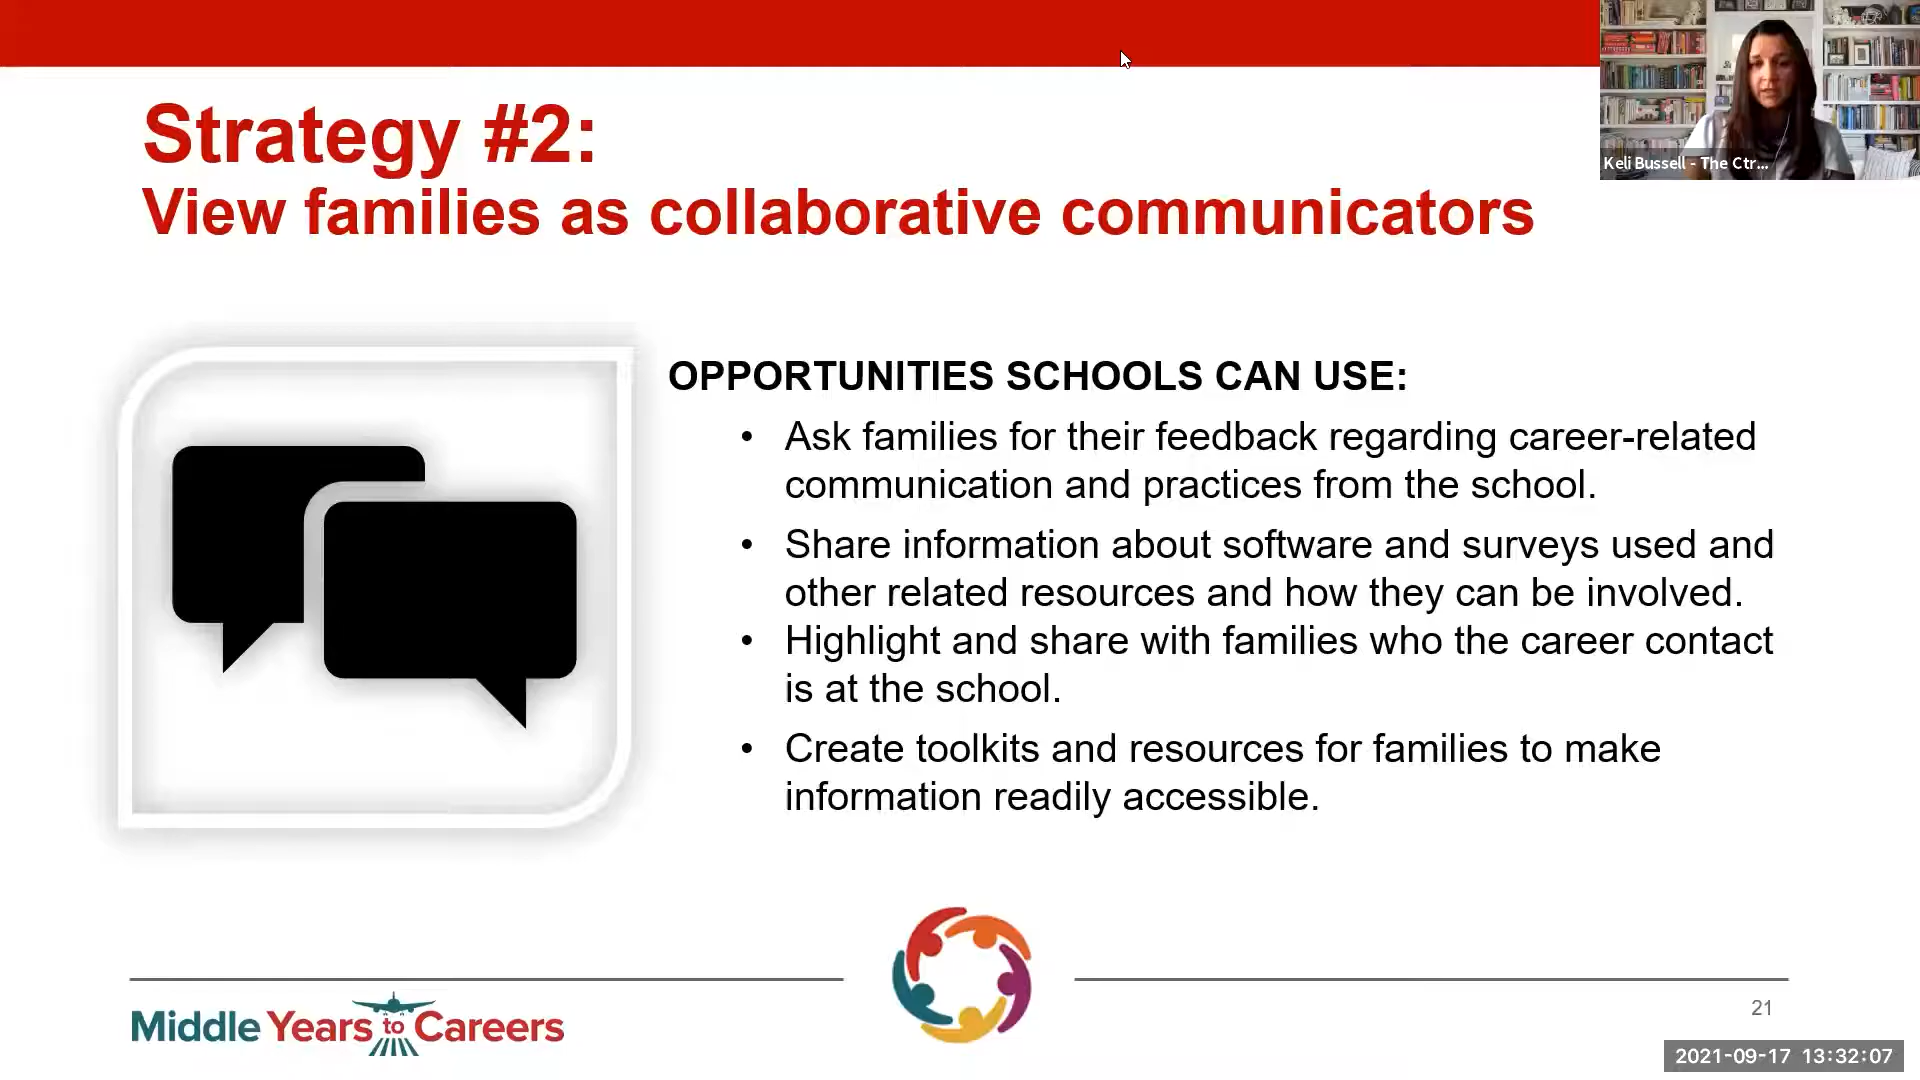 Strategy #2:
View families as collaborative communicators
Keli Bussell - The Ctr...
OPPORTUNITIES SCHOOLS CAN USE:
• Ask families for their feedback regarding career-related
communication and practices from the school.
• Share information about software and surveys used and
other related resources and how they can be involved.
• Highlight and share with families who the career contact
is at the school.
• Create toolkits and resources for families to make
information readily accessible.
Middle Years to Careers
21
2021-09-17 13:32:07